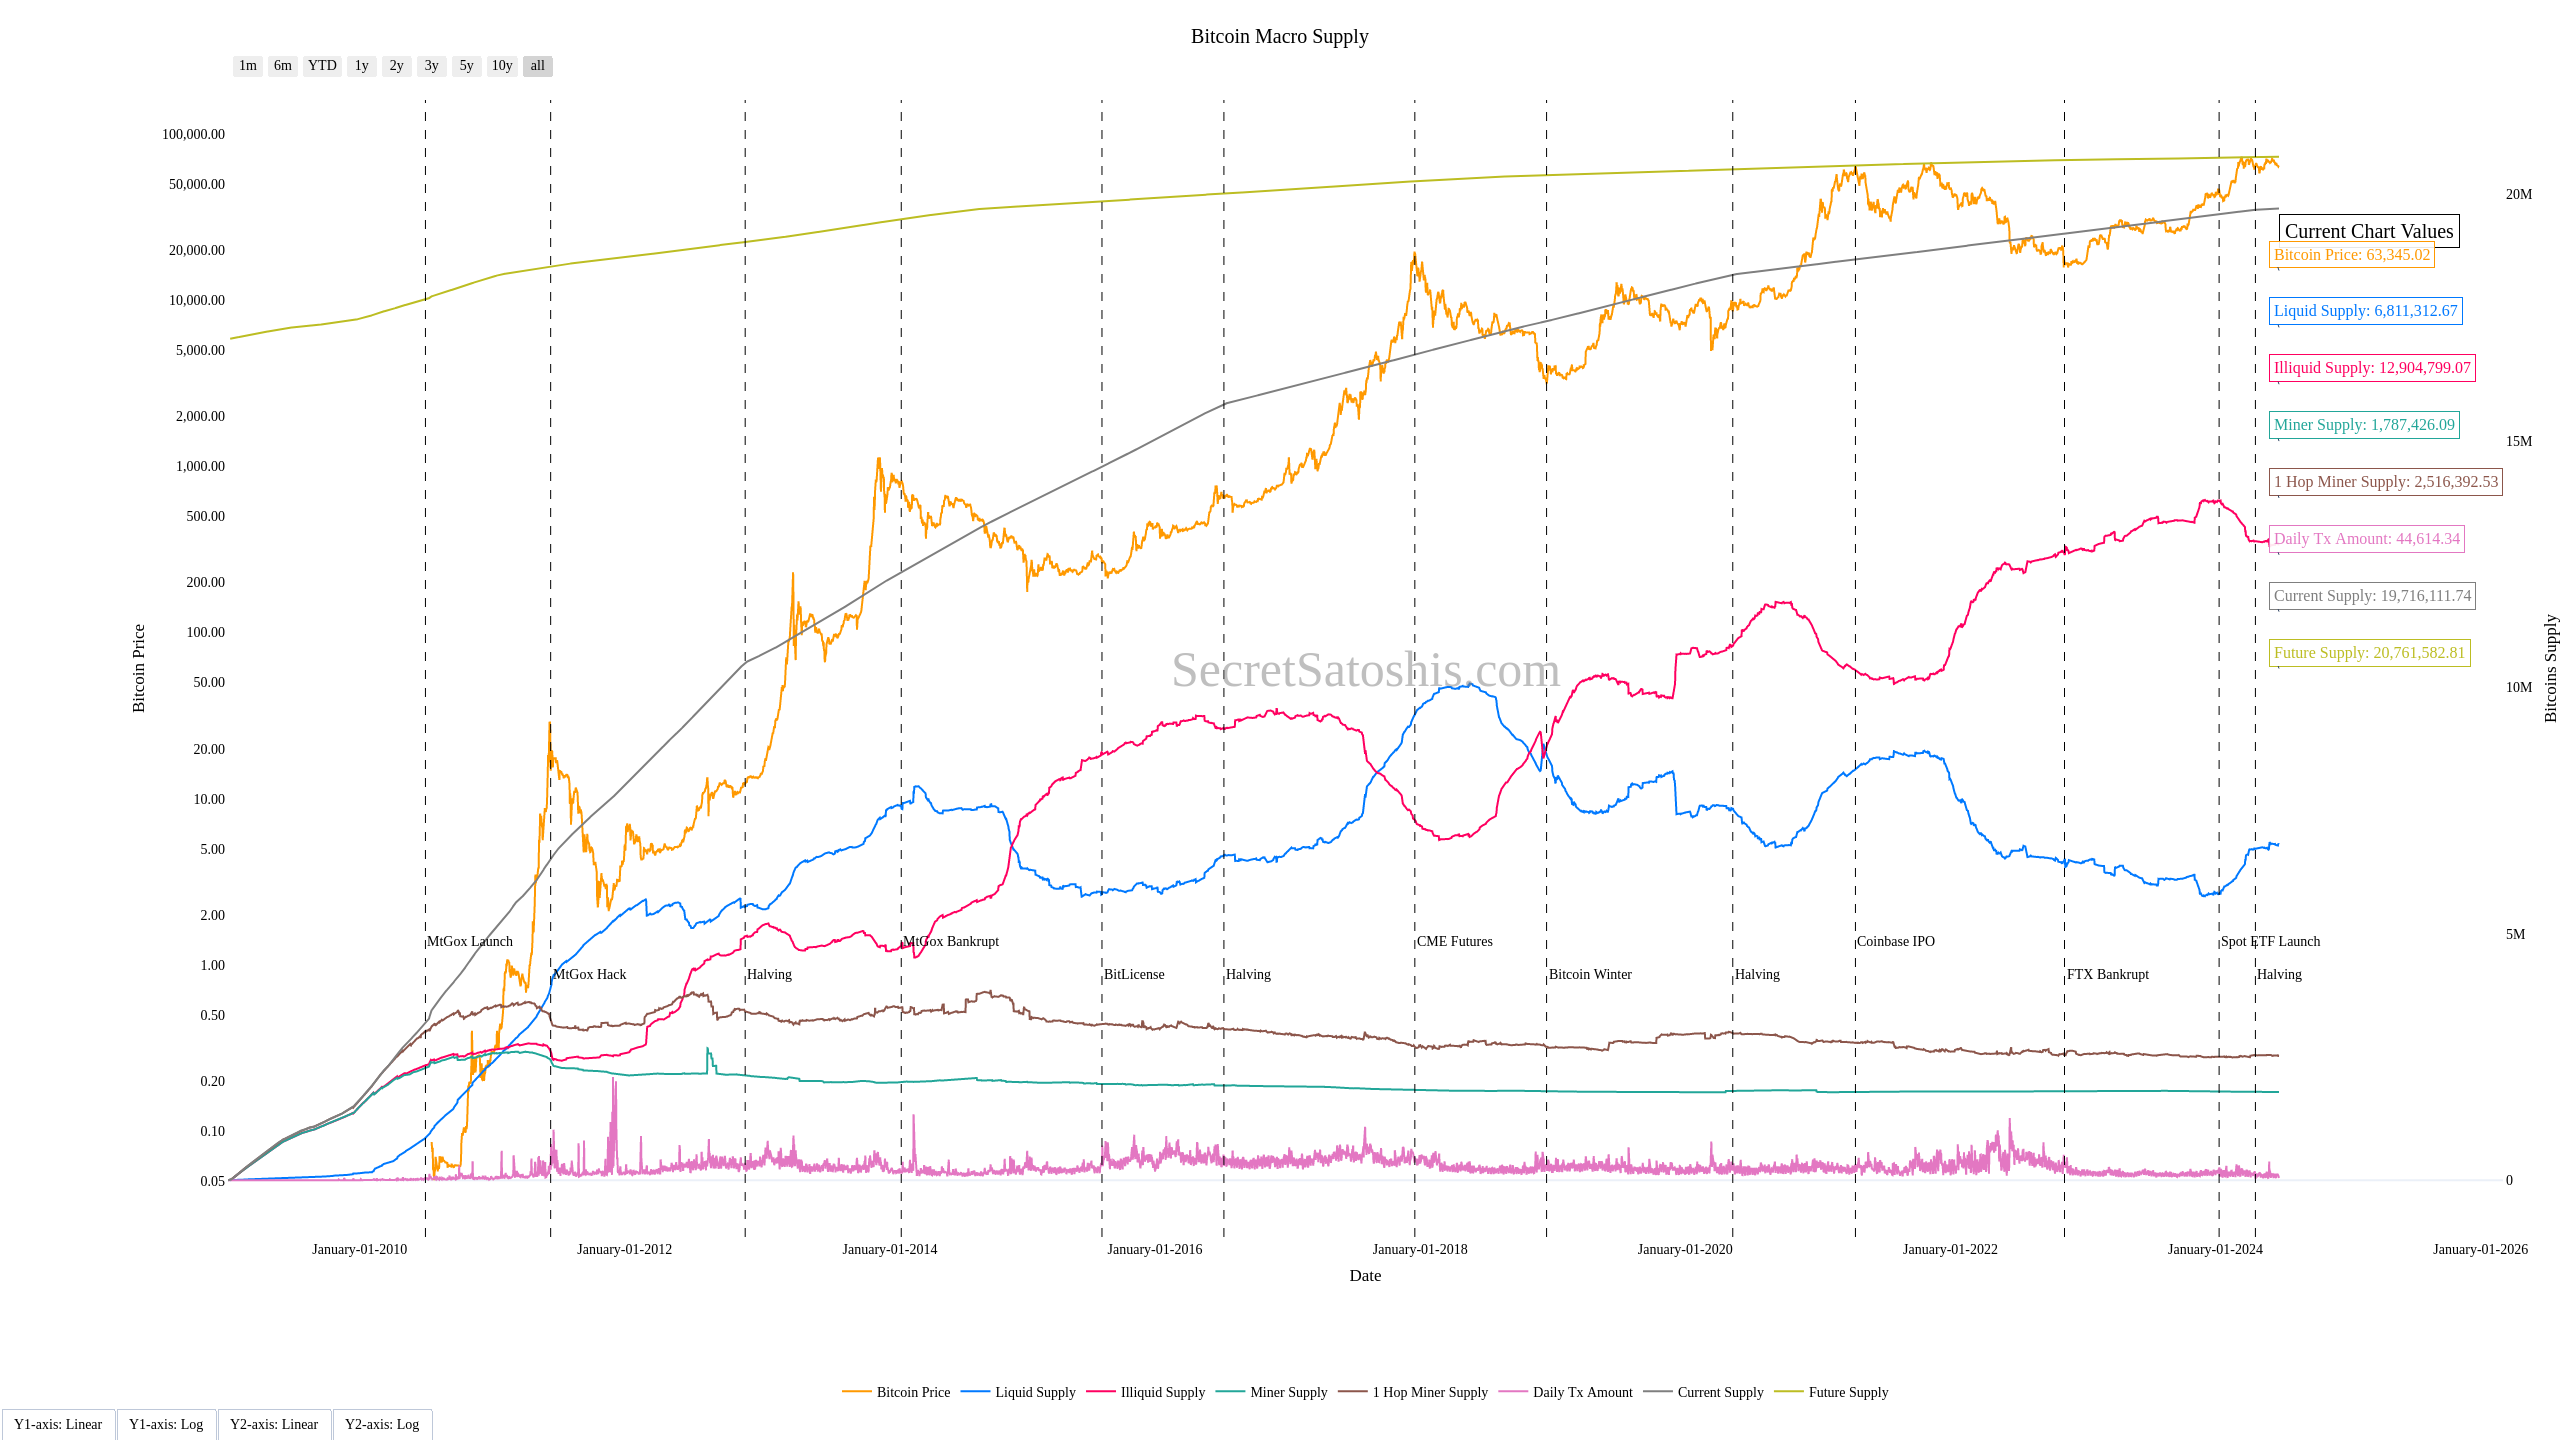 Bitcoin Macro Supply
1m 6m YTD 1y 2y 3y 5y 10y all
100,000.00
50,000.00
20,000.00
10,000.00
5,000.00
2,000.00
1,000.00
500.00
200.00
100.00
50.00
20.00
10.00
5.00
2.00
1.00
0.50
0.20
0.10
0.05
Bitcoin Price
20M
15M
10M
5M
0
Bitcoins Supply
Current Chart Values
Bitcoin Price: 63,345.02
Liquid Supply: 6,811,312.67
Illiquid Supply: 12,904,799.07
Miner Supply: 1,787,426.09
1 Hop Miner Supply: 2,516,392.53
Daily Tx Amount: 44,614.34
Current Supply: 19,716,111.74
Future Supply: 20,761,582.81
SecretSatoshis.com
MtGox Launch
MtGox Bankrupt
CME Futures
Coinbase IPO
Spot ETF Launch
MtGox Hack
Halving
BitLicense
Halving
Bitcoin Winter
Halving
FTX Bankrupt
Halving
January-01-2010
January-01-2012
January-01-2014
January-01-2016
January-01-2018
January-01-2020
January-01-2022
January-01-2024
January-01-2026
Date
Bitcoin Price
Liquid Supply
Illiquid Supply
Miner Supply
1 Hop Miner Supply
Daily Tx Amount
Current Supply
Future Supply
Y1-axis: Linear
Y1-axis: Log
Y2-axis: Linear
Y2-axis: Log